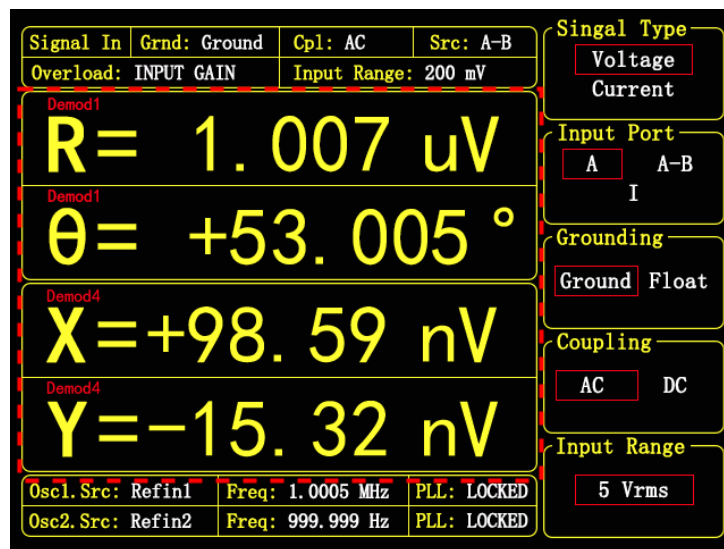 Signal In Grnd: Ground Cpl: AC Src: A-B
Overload: INPUT GAIN Input Range: 200 mV
Demod1
R= 1.007 uV
Demod1
θ= +53.005 °
Demod4
X=+98.59 nV
Demod4
Y=-15.32 nV
Osc1.Src: Refin1 Freq: 1.0005 MHz PLL: LOCKED
Osc2.Src: Refin2 Freq: 999.999 Hz PLL: LOCKED
Singal Type
Voltage
Current
Input Port
A A-B
I
Grounding
Ground Float
Coupling
AC DC
Input Range
5 Vrms